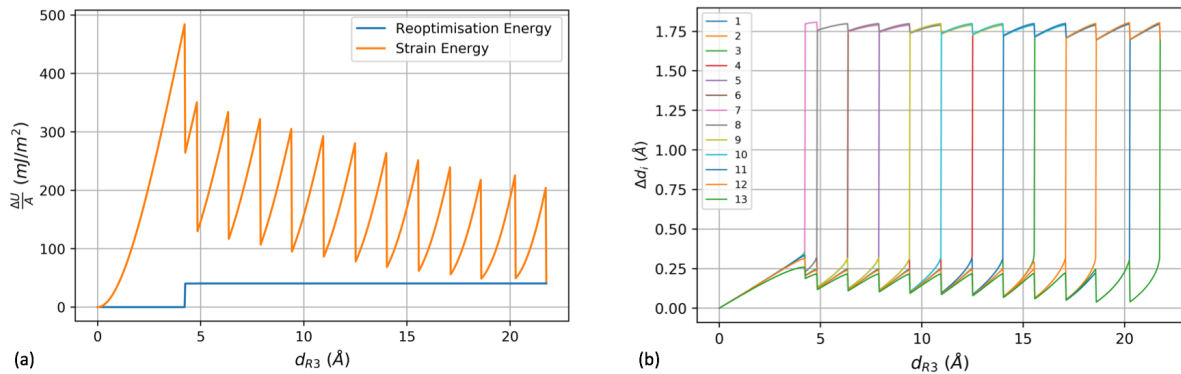 500
400
300
200
100
0
ΔU/A (mJ/m²)
Reoptimisation Energy
Strain Energy
0 5 10 15 20
d_R3 (Å)
(a)
1.75
1.50
1.25
1.00
0.75
0.50
0.25
0.00
Δd_i (Å)
1
2
3
4
5
6
7
8
9
10
11
12
13
0 5 10 15 20
d_R3 (Å)
(b)